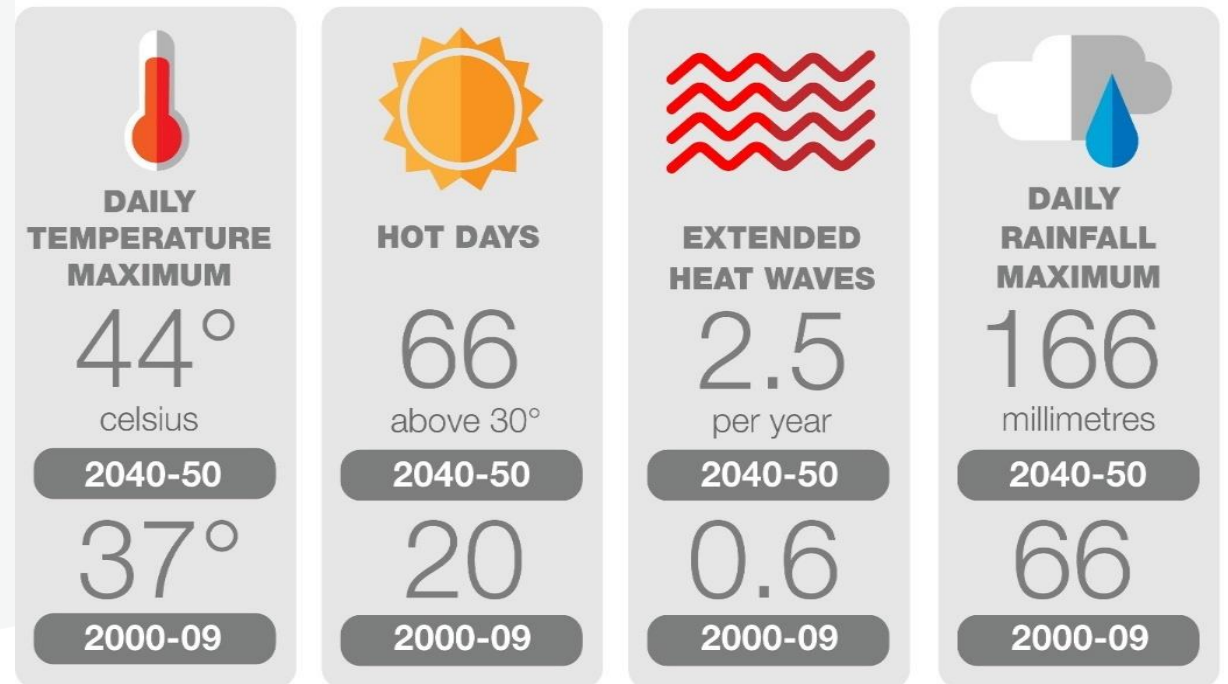 DAILY
TEMPERATURE
MAXIMUM
44°
celsius
2040-50
37°
2000-09
HOT DAYS
66
above 30°
2040-50
20
2000-09
EXTENDED
HEAT WAVES
2.5
per year
2040-50
0.6
2000-09
DAILY
RAINFALL
MAXIMUM
166
millimetres
2040-50
66
2000-09